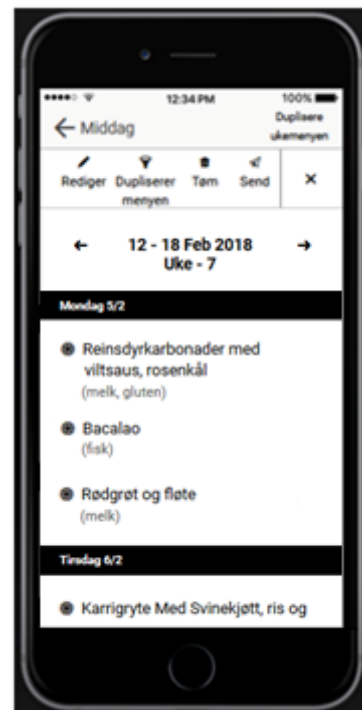 12:34 PM
100%
Middag
Duplisere
ukemenyen
Rediger
Dupliserer
menyen
Tøm
Send
12 - 18 Feb 2018
Uke - 7
Mondag 5/2
Reinsdyrkarbonader med
viltsaus, rosenkål
(melk, gluten)
Bacalao
(fisk)
Rødgrøt og fløte
(melk)
Tirsdag 6/2
Karrigryte Med Svinekjøtt, ris og